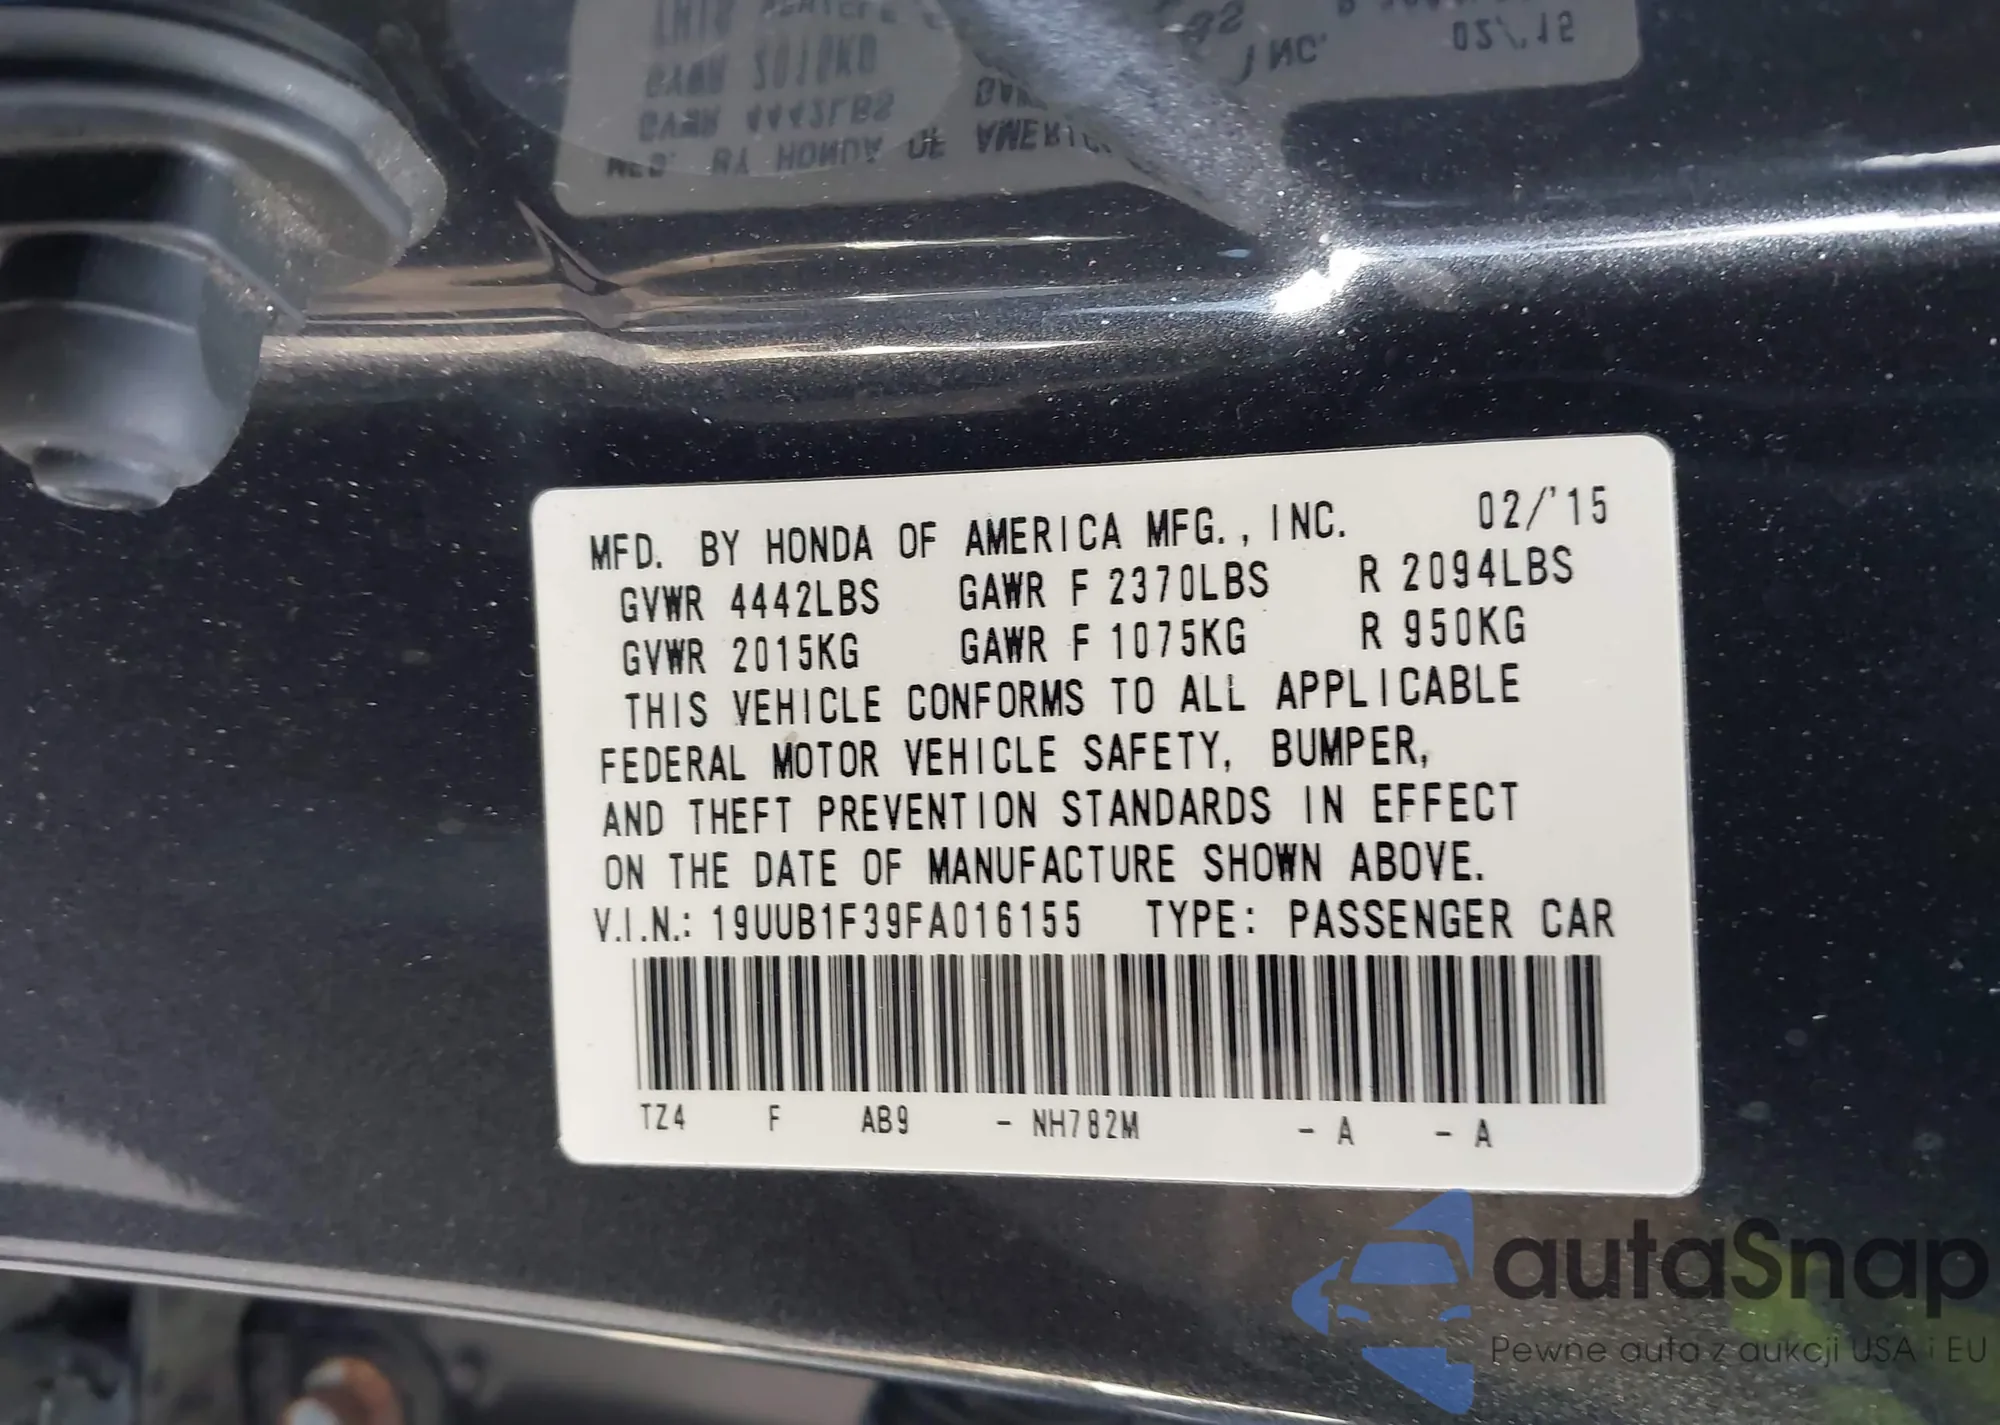 MFD. BY HONDA OF AMERICA MFG., INC. 02/'15
GVWR 4442LBS GAWR F 2370LBS R 2094LBS
GVWR 2015KG GAWR F 1075KG R 950KG
THIS VEHICLE CONFORMS TO ALL APPLICABLE
FEDERAL MOTOR VEHICLE SAFETY, BUMPER,
AND THEFT PREVENTION STANDARDS IN EFFECT
ON THE DATE OF MANUFACTURE SHOWN ABOVE.
V.I.N.: 19UUB1F39FA016155 TYPE: PASSENGER CAR
TZ4 F AB9 - NH782M - A - A
autaSnap
Pewne auta z aukcji USA i EU